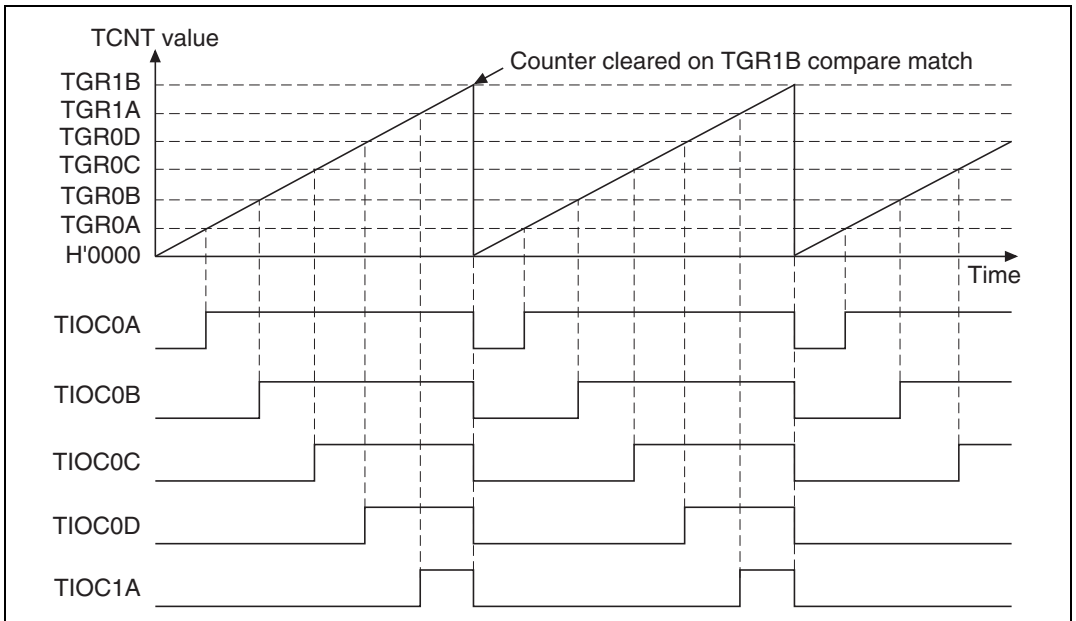 TCNT value
Counter cleared on TGR1B compare match
TGR1B
TGR1A
TGR0D
TGR0C
TGR0B
TGR0A
H'0000
Time
TIOC0A
TIOC0B
TIOC0C
TIOC0D
TIOC1A